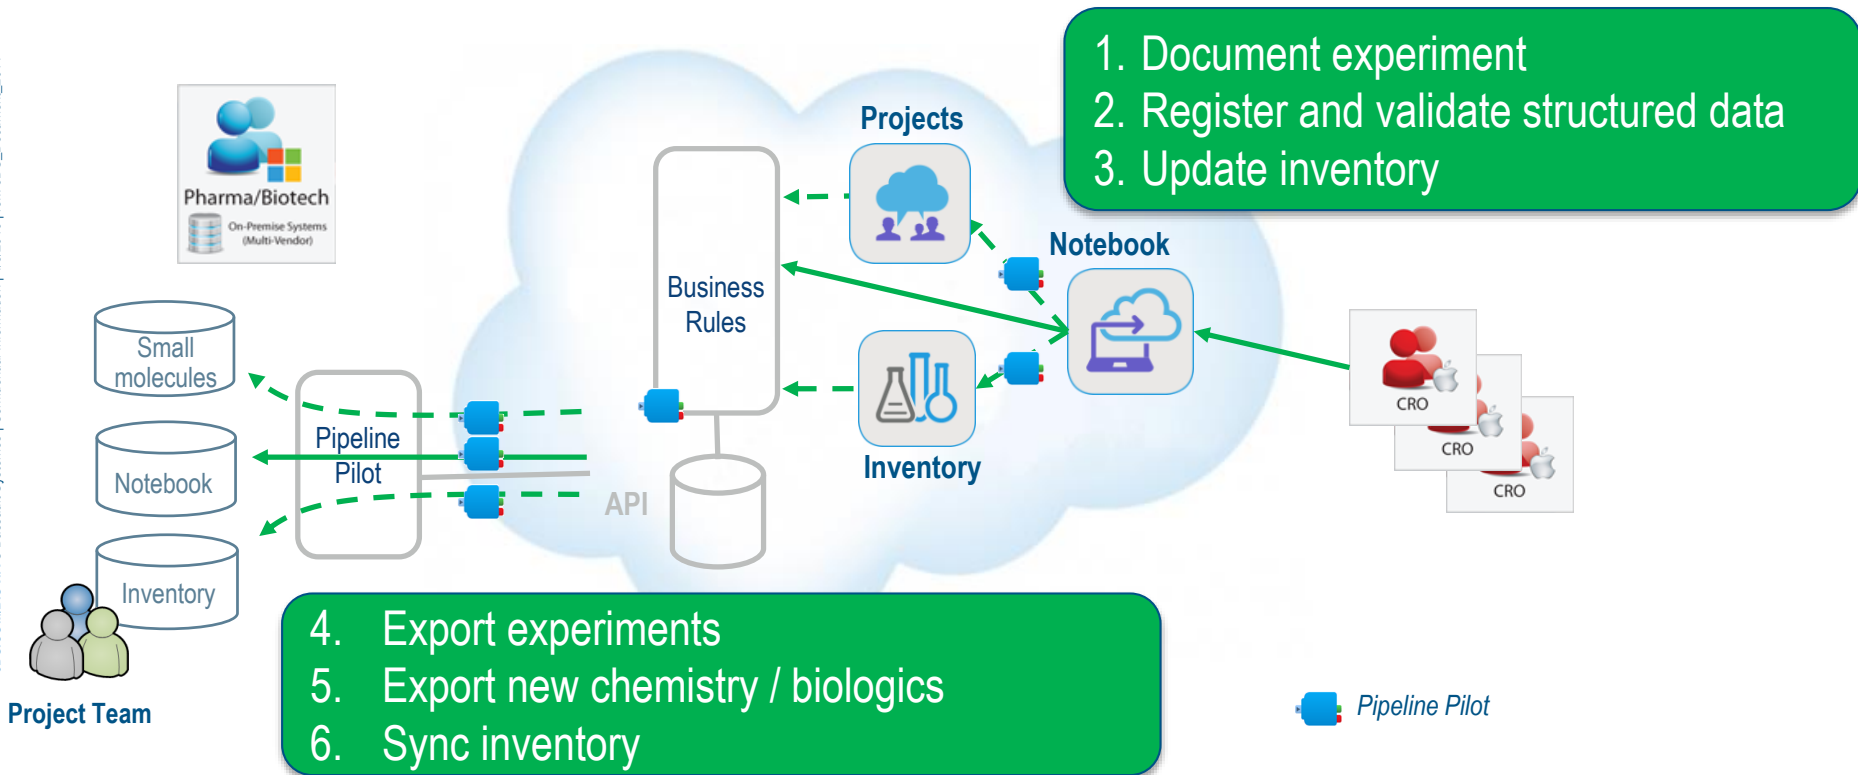 1. Document experiment
2. Register and validate structured data
3. Update inventory
Projects
Notebook
Pharma/Biotech
On-Premise Systems
(Multi-Vendor)
Business
Rules
Small
molecules
Pipeline
Pilot
Notebook
Inventory
API
Inventory
CRO
CRO
CRO
4. Export experiments
5. Export new chemistry / biologics
6. Sync inventory
Project Team
Pipeline Pilot